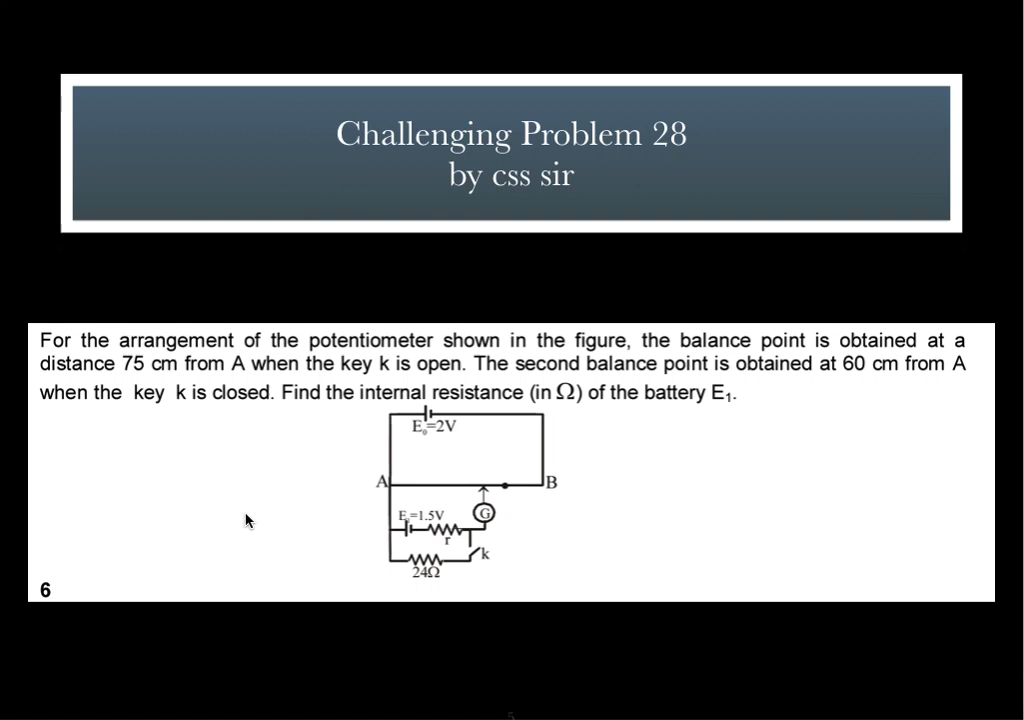 Challenging Problem 28
by css sir
For the arrangement of the potentiometer shown in the figure, the balance point is obtained at a
distance 75 cm from A when the key k is open. The second balance point is obtained at 60 cm from A
when the key k is closed. Find the internal resistance (in Ω) of the battery E₁.
E₀=2V
A
B
=1.5V
G
r
k
24Ω
6